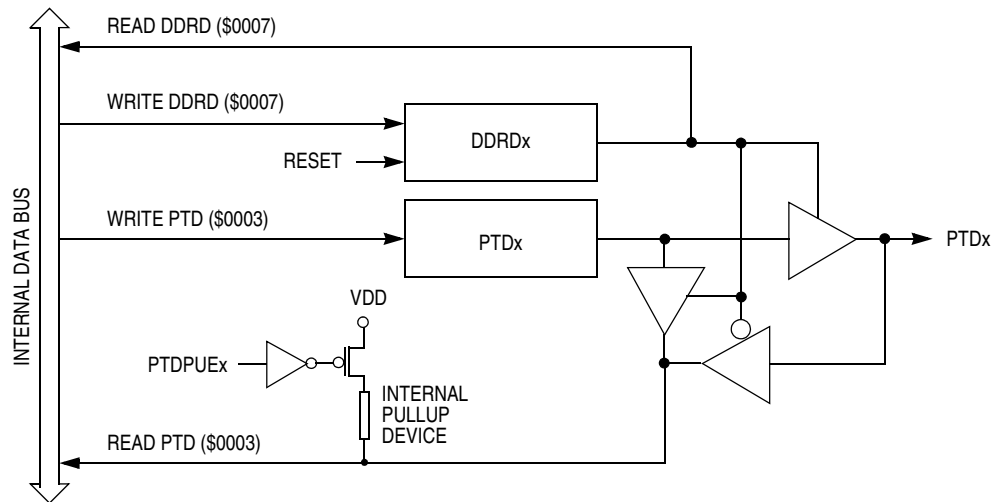 READ DDRD ($0007)
WRITE DDRD ($0007)
DDRDx
RESET
INTERNAL DATA BUS
WRITE PTD ($0003)
PTDx
PTDx
VDD
PTDPUEx
INTERNAL
PULLUP
DEVICE
READ PTD ($0003)